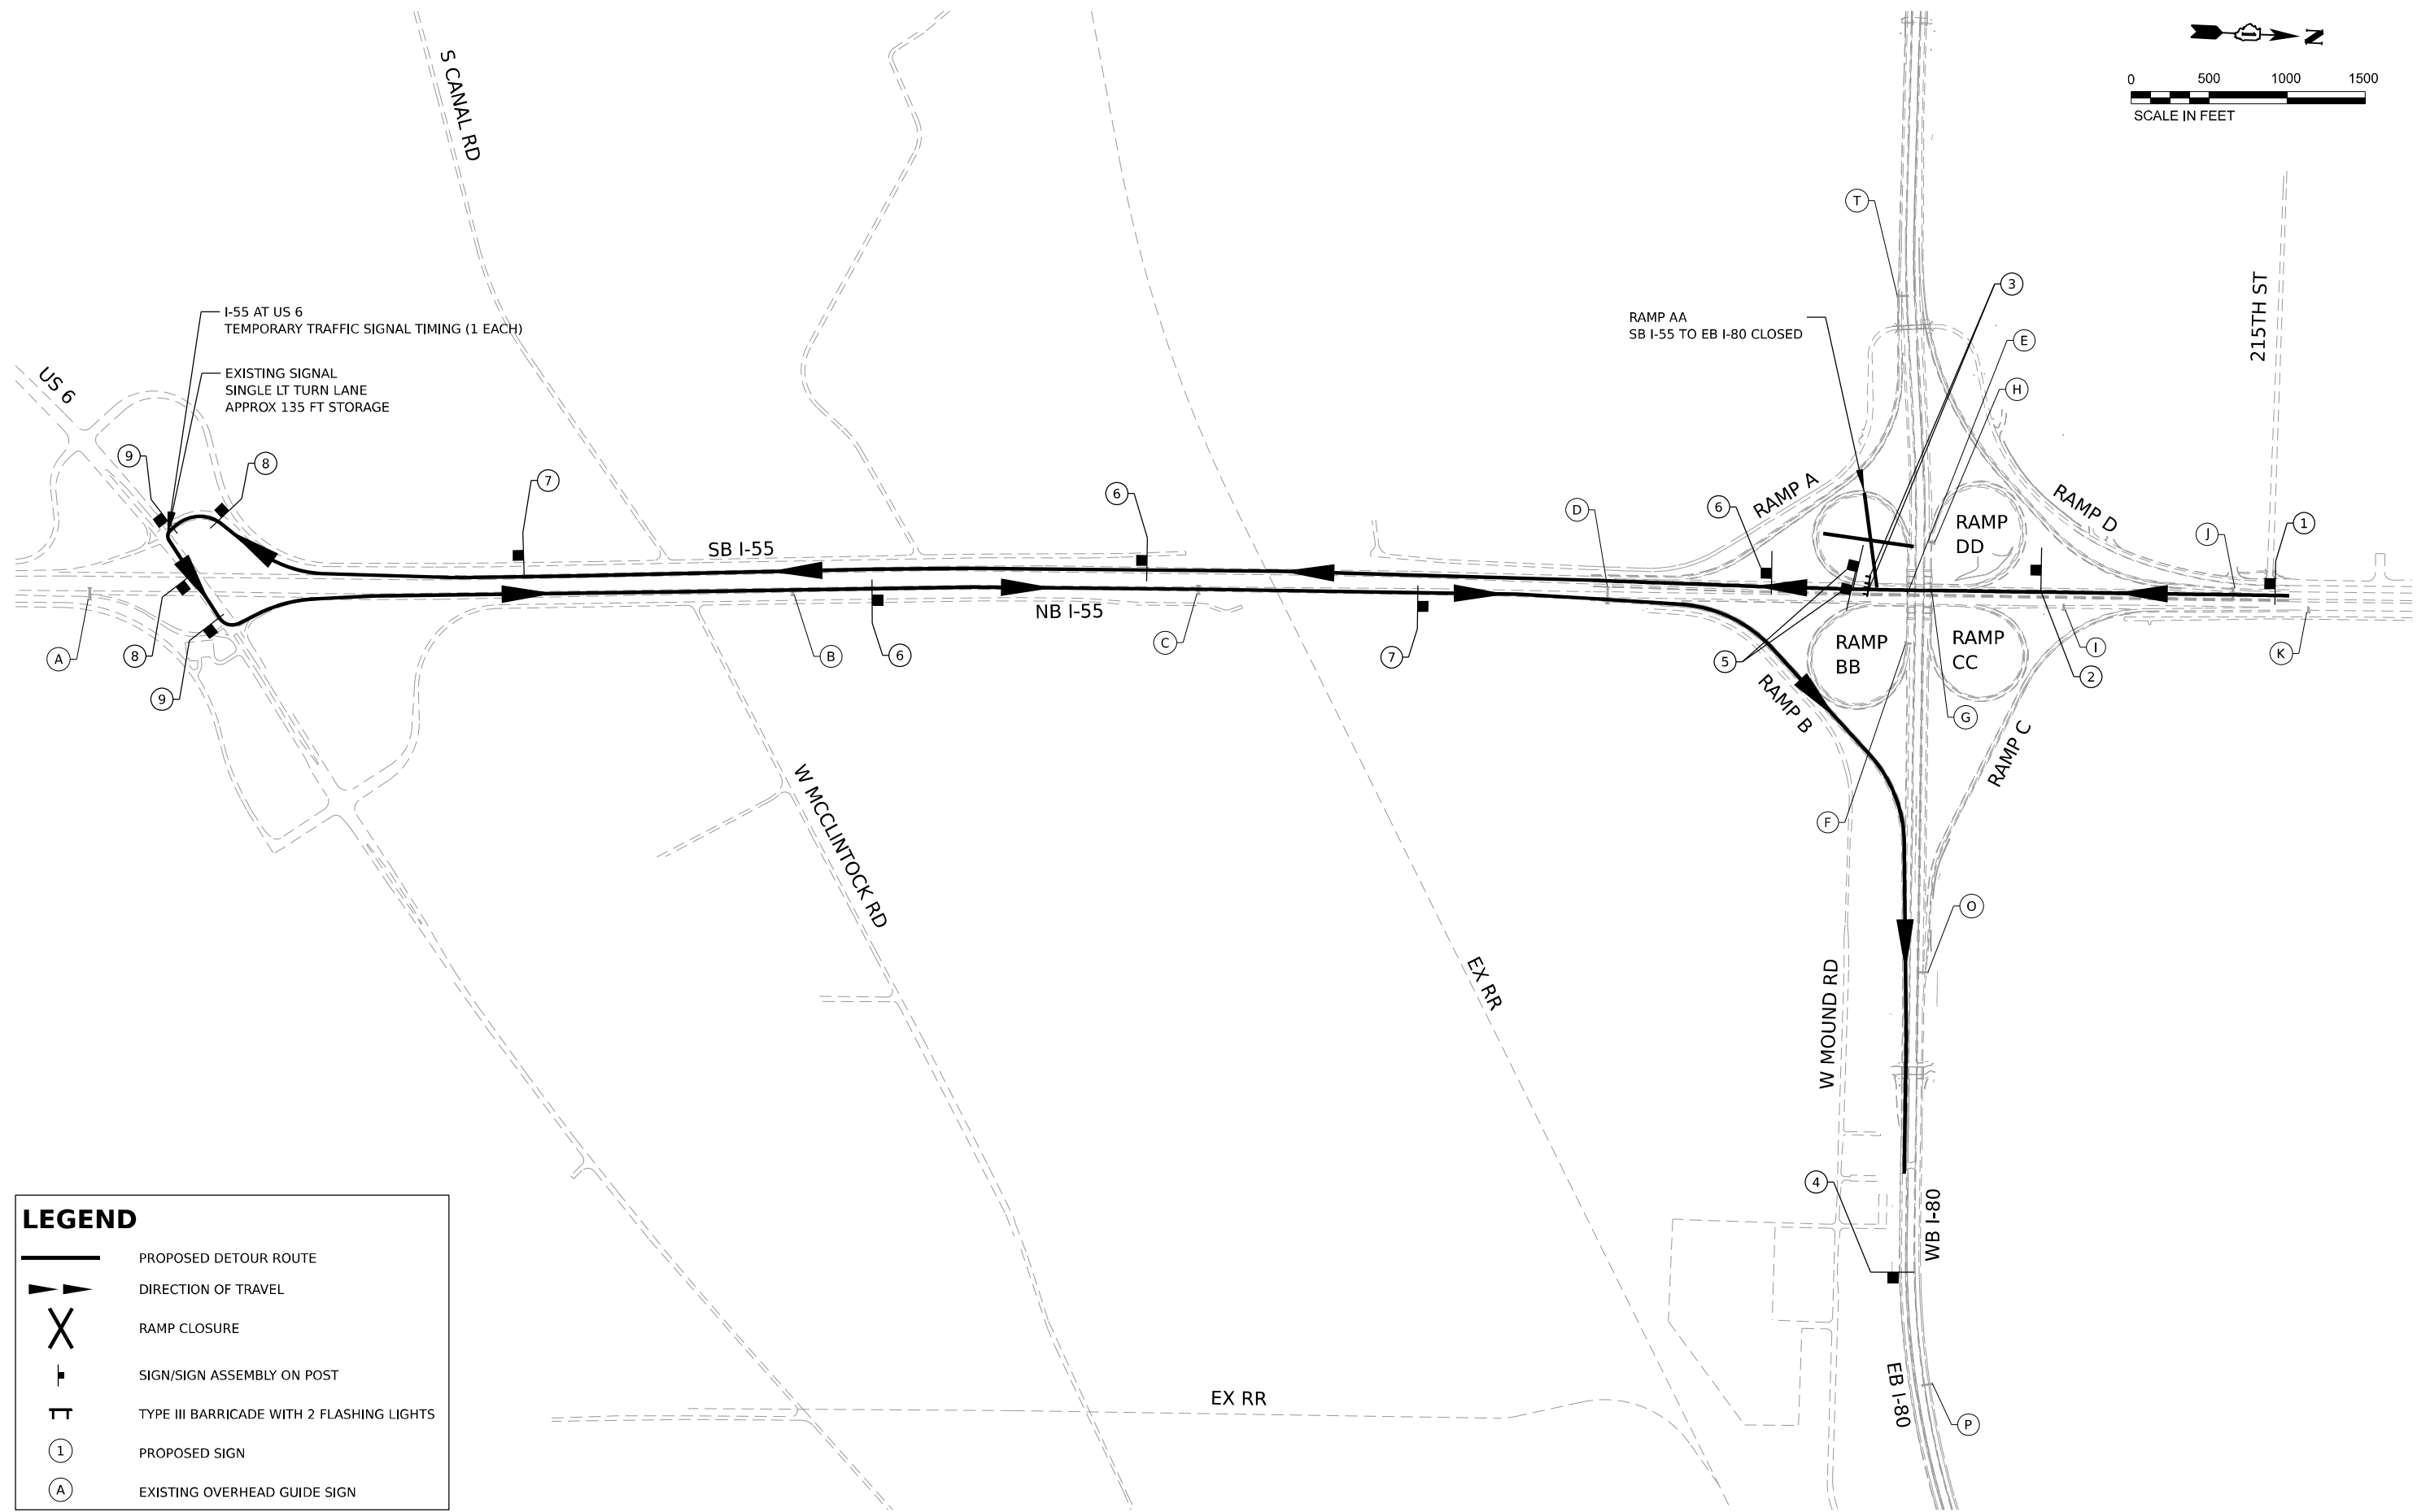 N
0 500 1000 1500
SCALE IN FEET
S CANAL RD
T
3
215TH ST
I-55 AT US 6
TEMPORARY TRAFFIC SIGNAL TIMING (1 EACH)
RAMP AA
SB I-55 TO EB I-80 CLOSED
E
H
US 6
EXISTING SIGNAL
SINGLE LT TURN LANE
APPROX 135 FT STORAGE
9
8
7
6
D
RAMP A
6
RAMP D
RAMP
DD
J
1
SB I-55
NB I-55
A
8
9
B
6
C
7
5
RAMP
BB
RAMP
CC
I
2
K
RAMP B
G
RAMP C
F
W MCCLINTOCK RD
O
EX RR
W MOUND RD
4
WB I-80
EB I-80
EX RR
P
LEGEND
PROPOSED DETOUR ROUTE
DIRECTION OF TRAVEL
RAMP CLOSURE
SIGN/SIGN ASSEMBLY ON POST
TYPE III BARRICADE WITH 2 FLASHING LIGHTS
1 PROPOSED SIGN
A EXISTING OVERHEAD GUIDE SIGN